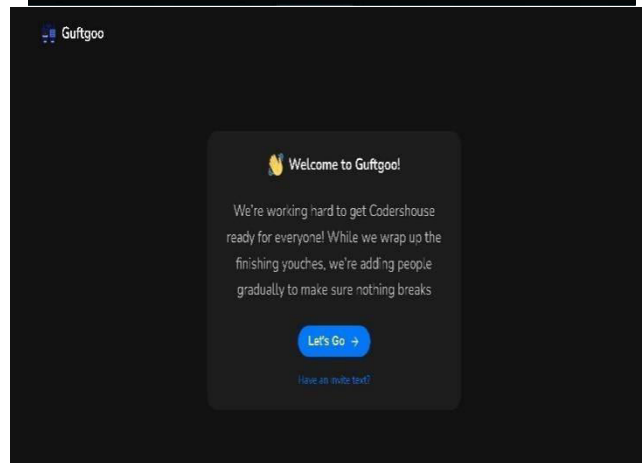 Guftgoo
Welcome to Guftgoo!
We're working hard to get Codershouse
ready for everyone! While we wrap up the
finishing youches, we're adding people
gradually to make sure nothing breaks
Let's Go →
Have an invite text?